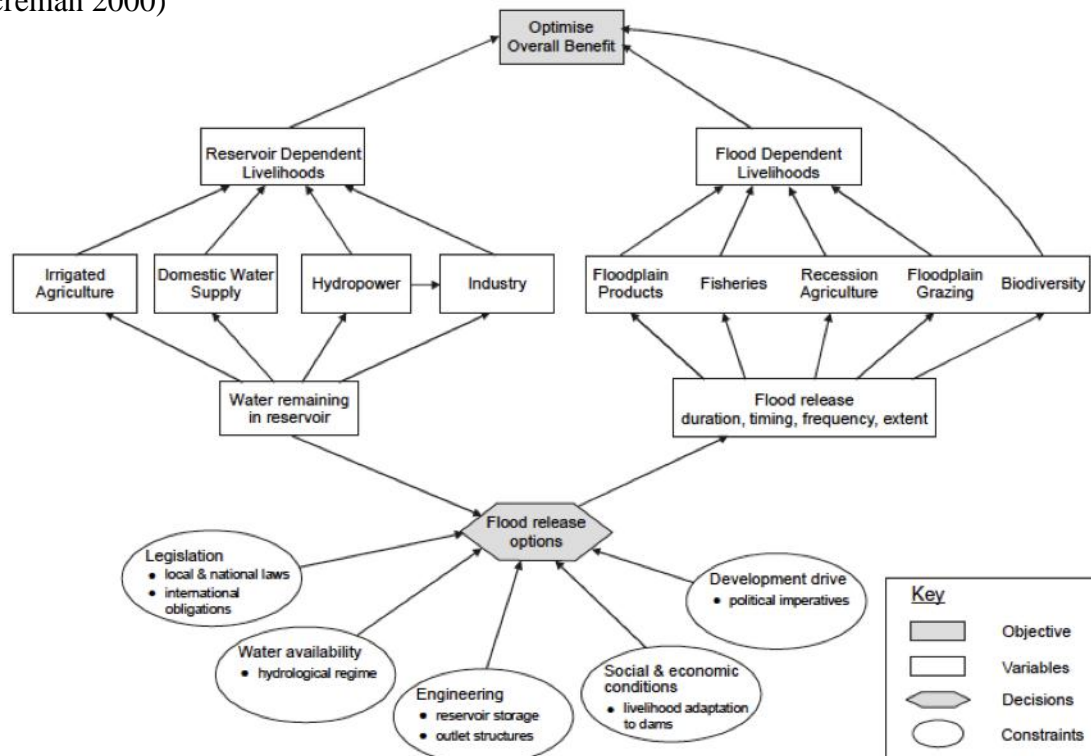 creman 2000)
Optimise
Overall Benefit
Reservoir Dependent
Livelihoods
Flood Dependent
Livelihoods
Irrigated
Agriculture
Domestic Water
Supply
Hydropower
Industry
Floodplain
Products
Fisheries
Recession
Agriculture
Floodplain
Grazing
Biodiversity
Water remaining
in reservoir
Flood release
duration, timing, frequency, extent
Flood release
options
Legislation
• local & national laws
• international
obligations
Water availability
• hydrological regime
Engineering
• reservoir storage
• outlet structures
Social & economic
conditions
• livelihood adaptation
to dams
Development drive
• political imperatives
Key
Objective
Variables
Decisions
Constraints